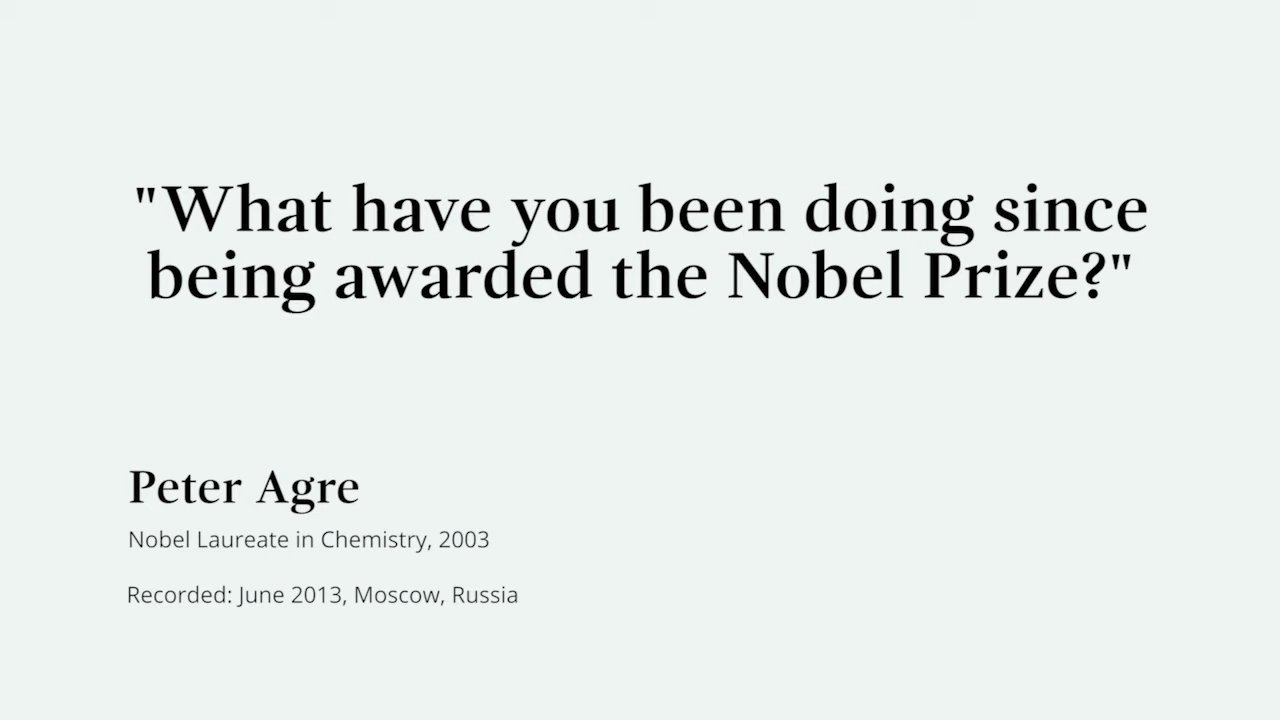 "What have you been doing since
being awarded the Nobel Prize?"
Peter Agre
Nobel Laureate in Chemistry, 2003
Recorded: June 2013, Moscow, Russia